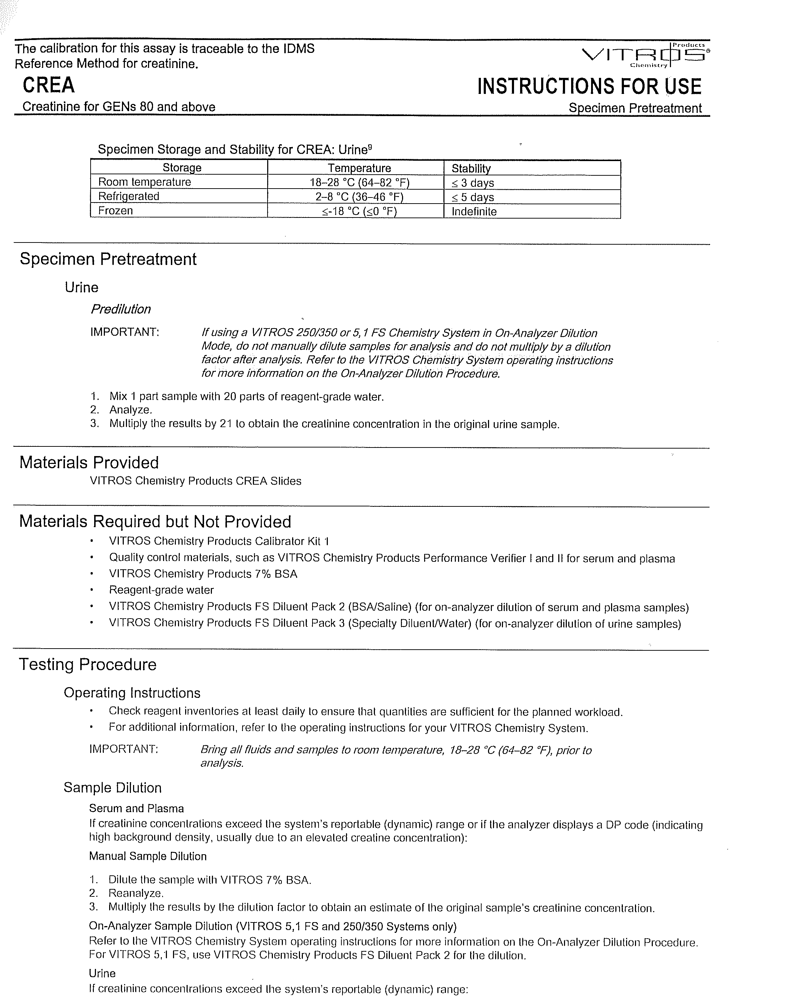 The calibration for this assay is traceable to the IDMS
Reference Method for creatinine.
VITROS® Products Chemistry
CREA
INSTRUCTIONS FOR USE
Creatinine for GENs 80 and above
Specimen Pretreatment
Specimen Storage and Stability for CREA: Urine⁹
Storage Temperature Stability
Room temperature 18–28 °C (64–82 °F) ≤ 3 days
Refrigerated 2–8 °C (36–46 °F) ≤ 5 days
Frozen ≤-18 °C (≤0 °F) Indefinite
Specimen Pretreatment
Urine
Predilution
IMPORTANT: If using a VITROS 250/350 or 5,1 FS Chemistry System in On-Analyzer Dilution
Mode, do not manually dilute samples for analysis and do not multiply by a dilution
factor after analysis. Refer to the VITROS Chemistry System operating instructions
for more information on the On-Analyzer Dilution Procedure.
1. Mix 1 part sample with 20 parts of reagent-grade water.
2. Analyze.
3. Multiply the results by 21 to obtain the creatinine concentration in the original urine sample.
Materials Provided
VITROS Chemistry Products CREA Slides
Materials Required but Not Provided
• VITROS Chemistry Products Calibrator Kit 1
• Quality control materials, such as VITROS Chemistry Products Performance Verifier I and II for serum and plasma
• VITROS Chemistry Products 7% BSA
• Reagent-grade water
• VITROS Chemistry Products FS Diluent Pack 2 (BSA/Saline) (for on-analyzer dilution of serum and plasma samples)
• VITROS Chemistry Products FS Diluent Pack 3 (Specialty Diluent/Water) (for on-analyzer dilution of urine samples)
Testing Procedure
Operating Instructions
• Check reagent inventories at least daily to ensure that quantities are sufficient for the planned workload.
• For additional information, refer to the operating instructions for your VITROS Chemistry System.
IMPORTANT: Bring all fluids and samples to room temperature, 18–28 °C (64–82 °F), prior to
analysis.
Sample Dilution
Serum and Plasma
If creatinine concentrations exceed the system's reportable (dynamic) range or if the analyzer displays a DP code (indicating
high background density, usually due to an elevated creatine concentration):
Manual Sample Dilution
1. Dilute the sample with VITROS 7% BSA.
2. Reanalyze.
3. Multiply the results by the dilution factor to obtain an estimate of the original sample's creatinine concentration.
On-Analyzer Sample Dilution (VITROS 5,1 FS and 250/350 Systems only)
Refer to the VITROS Chemistry System operating instructions for more information on the On-Analyzer Dilution Procedure.
For VITROS 5,1 FS, use VITROS Chemistry Products FS Diluent Pack 2 for the dilution.
Urine
If creatinine concentrations exceed the system's reportable (dynamic) range: